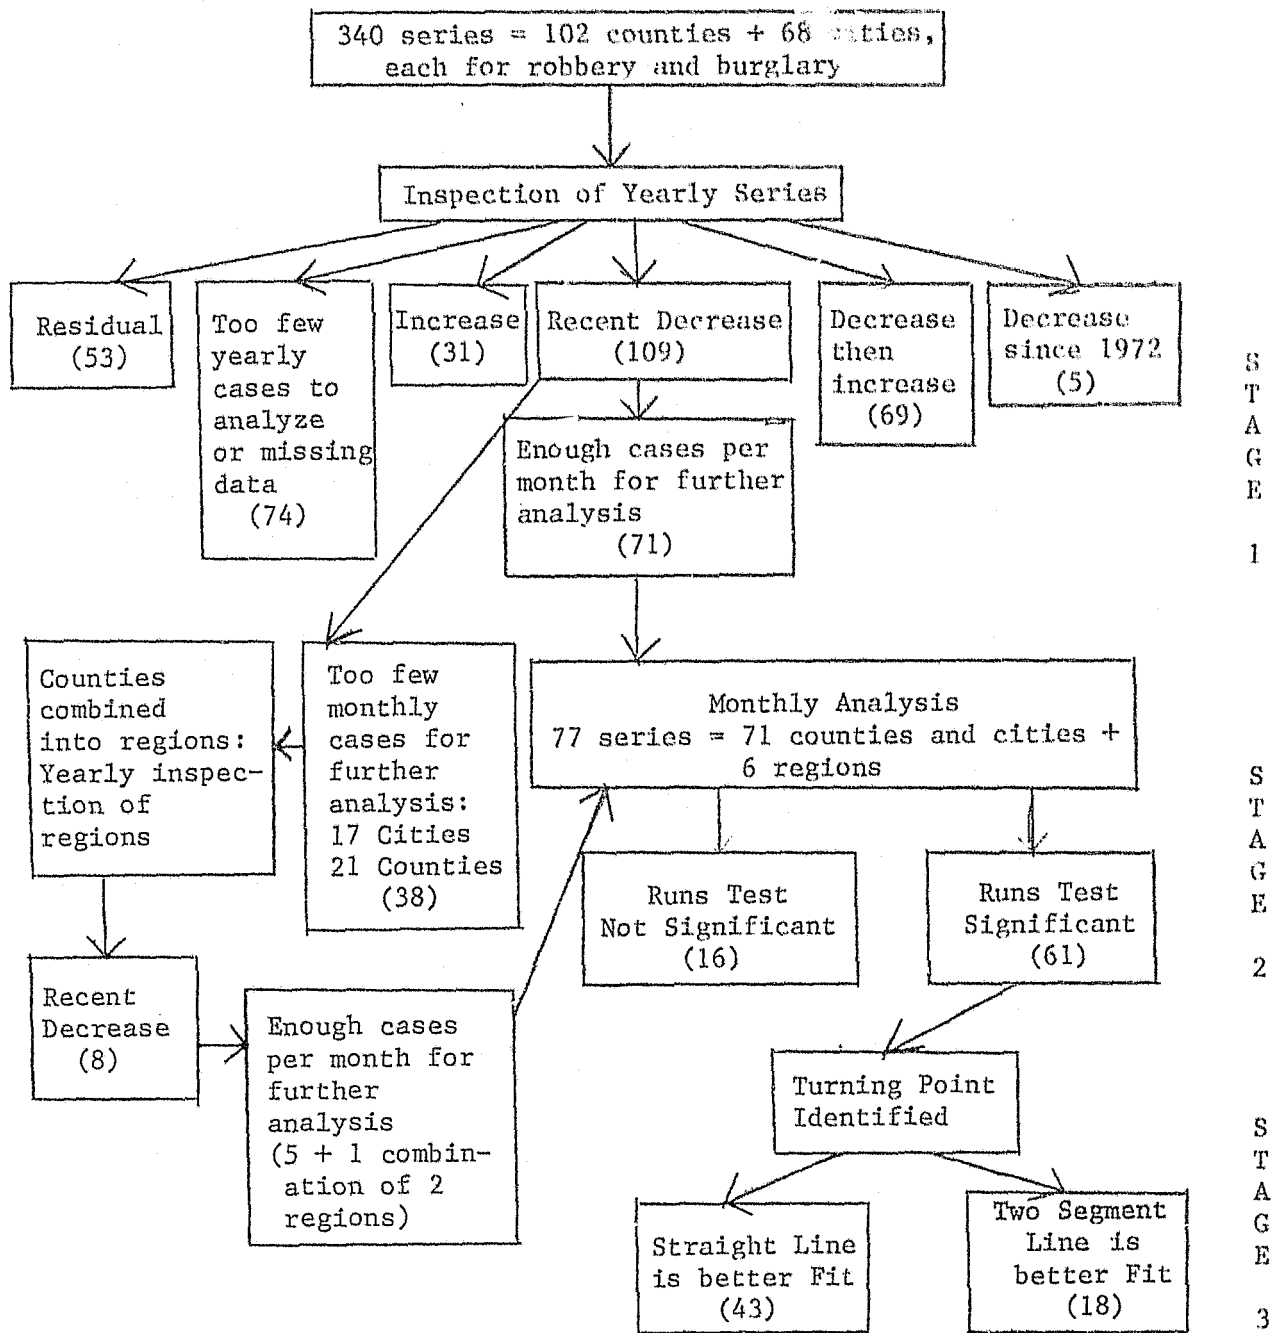 340 series = 102 counties + 68 cities,
each for robbery and burglary
Inspection of Yearly Series
Residual
(53)
Too few
yearly
cases to
analyze
or missing
data
(74)
Increase
(31)
Recent Decrease
(109)
Decrease
then
increase
(69)
Decrease
since 1972
(5)
Enough cases per
month for further
analysis
(71)
S
T
A
G
E
1
Counties
combined
into regions:
Yearly inspec-
tion of
regions
Too few
monthly
cases for
further
analysis:
17 Cities
21 Counties
(38)
Monthly Analysis
77 series = 71 counties and cities +
6 regions
Runs Test
Not Significant
(16)
Runs Test
Significant
(61)
S
T
A
G
E
2
Recent
Decrease
(8)
Enough cases
per month for
further
analysis
(5 + 1 combin-
ation of 2
regions)
Turning Point
Identified
Straight Line
is better Fit
(43)
Two Segment
Line is
better Fit
(18)
S
T
A
G
E
3